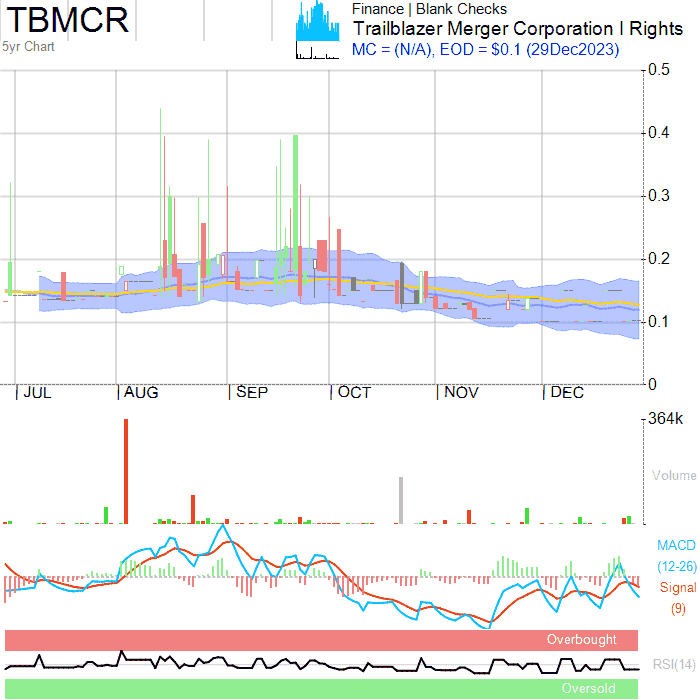 TBMCR
5yr Chart
Finance | Blank Checks
Trailblazer Merger Corporation I Rights
MC = (N/A), EOD = $0.1 (29Dec2023)
0.5
0.4
0.3
0.2
0.1
0
JUL AUG SEP OCT NOV DEC
364k
Volume
MACD
(12-26)
Signal
(9)
Overbought
RSI(14)
Oversold